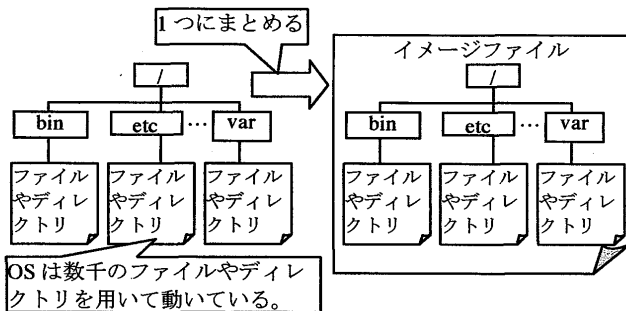 1つにまとめる
/
bin
etc
…
var
ファイル
やディレ
クトリ
ファイル
やディレ
クトリ
ファイル
やディレ
クトリ
OSは数千のファイルやディレ
クトリを用いて動いている。
イメージファイル
/
bin
etc
…
var
ファイル
やディレ
クトリ
ファイル
やディレ
クトリ
ファイル
やディレ
クトリ